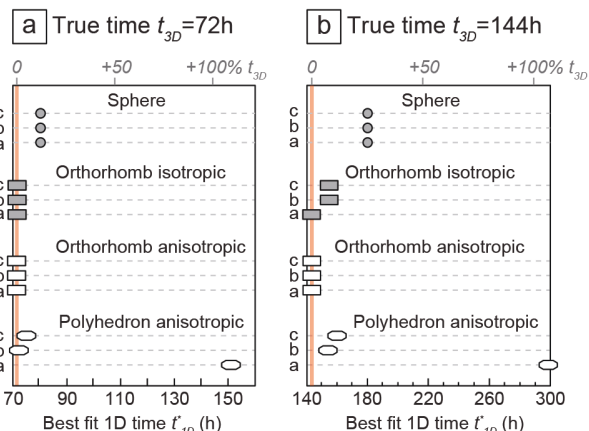 a True time t3D=72h
0 +50 +100% t3D
Sphere
c
b
a
Orthorhomb isotropic
c
b
a
Orthorhomb anisotropic
c
b
a
Polyhedron anisotropic
c
b
a
70 90 110 130 150
Best fit 1D time t*1D (h)
b True time t3D=144h
0 +50 +100% t3D
Sphere
c
b
a
Orthorhomb isotropic
c
b
a
Orthorhomb anisotropic
c
b
a
Polyhedron anisotropic
c
b
a
140 180 220 260 300
Best fit 1D time t*1D (h)